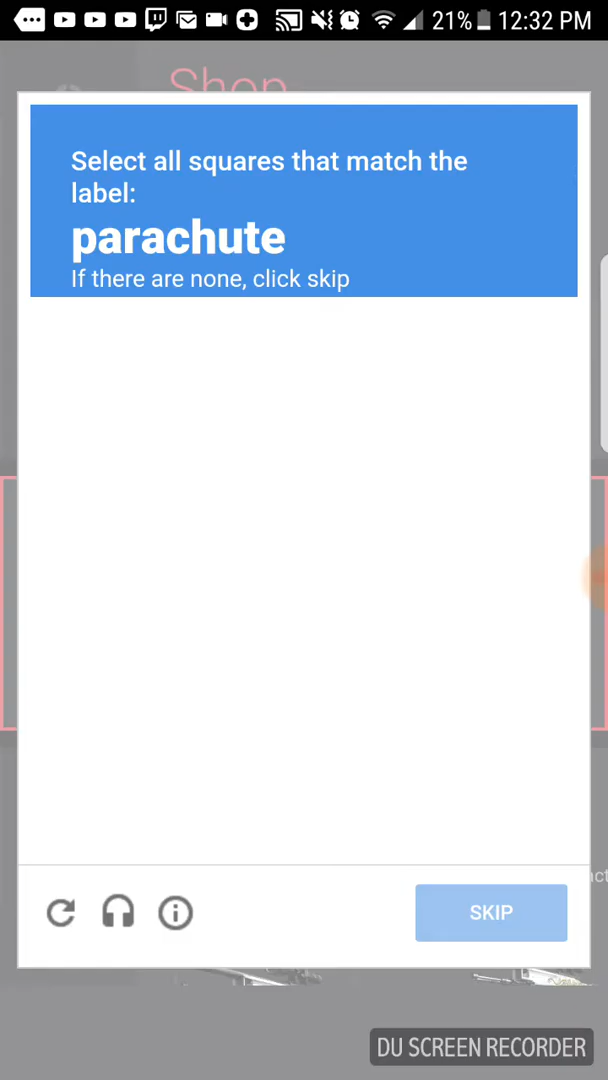 21% 12:32 PM
Shop
Select all squares that match the
label:
parachute
If there are none, click skip
act
SKIP
DU SCREEN RECORDER